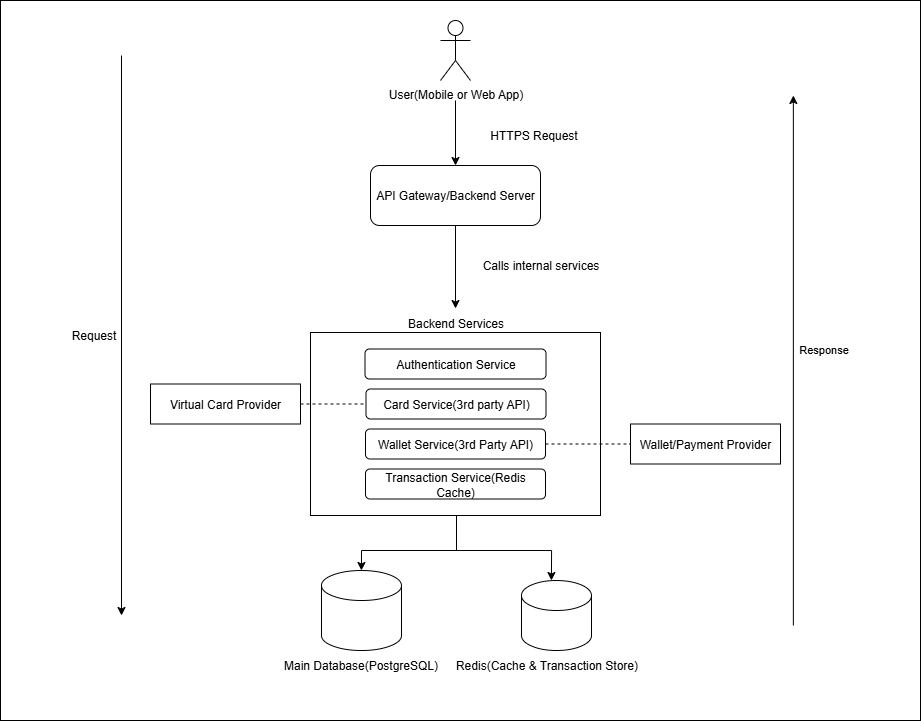 User(Mobile or Web App)
HTTPS Request
API Gateway/Backend Server
Calls internal services
Backend Services
Request
Response
Authentication Service
Virtual Card Provider
Card Service(3rd party API)
Wallet Service(3rd Party API)
Wallet/Payment Provider
Transaction Service(Redis
Cache)
Main Database(PostgreSQL)
Redis(Cache & Transaction Store)